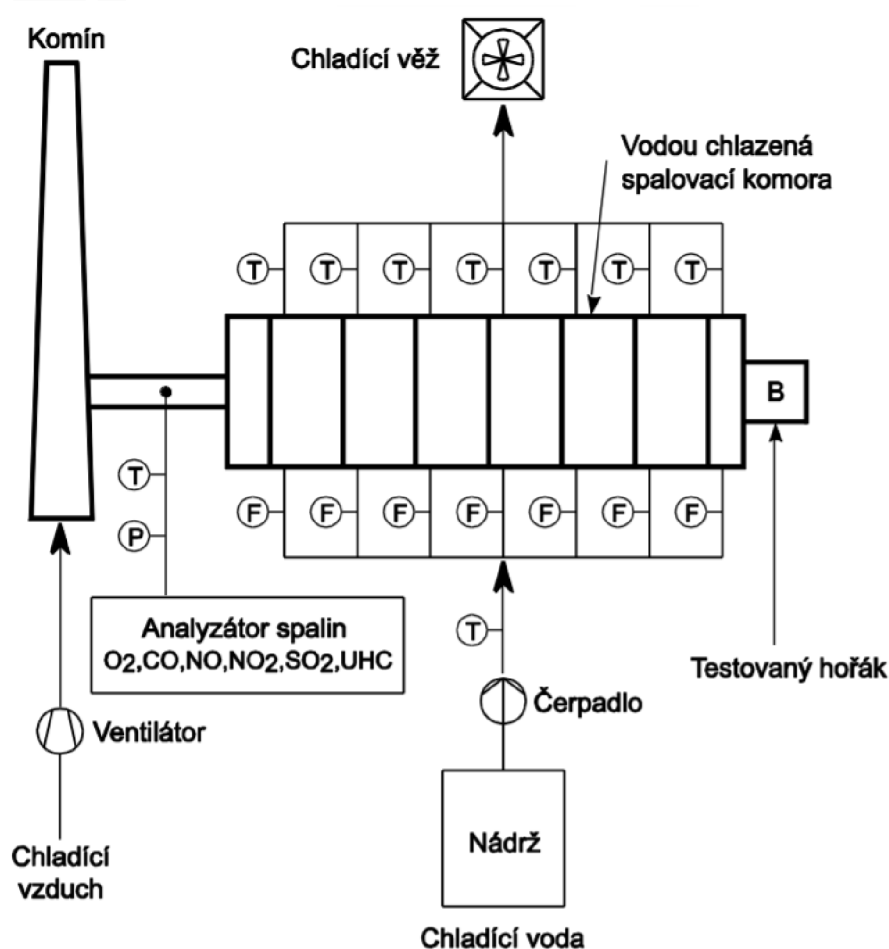 Komín
Chladící věž
Vodou chlazená
spalovací komora
T T T T T T T
B
T
F F F F F F F
P
Analyzátor spalin
O2,CO,NO,NO2,SO2,UHC
T
Testovaný hořák
Čerpadlo
Ventilátor
Nádrž
Chladící
vzduch
Chladící voda